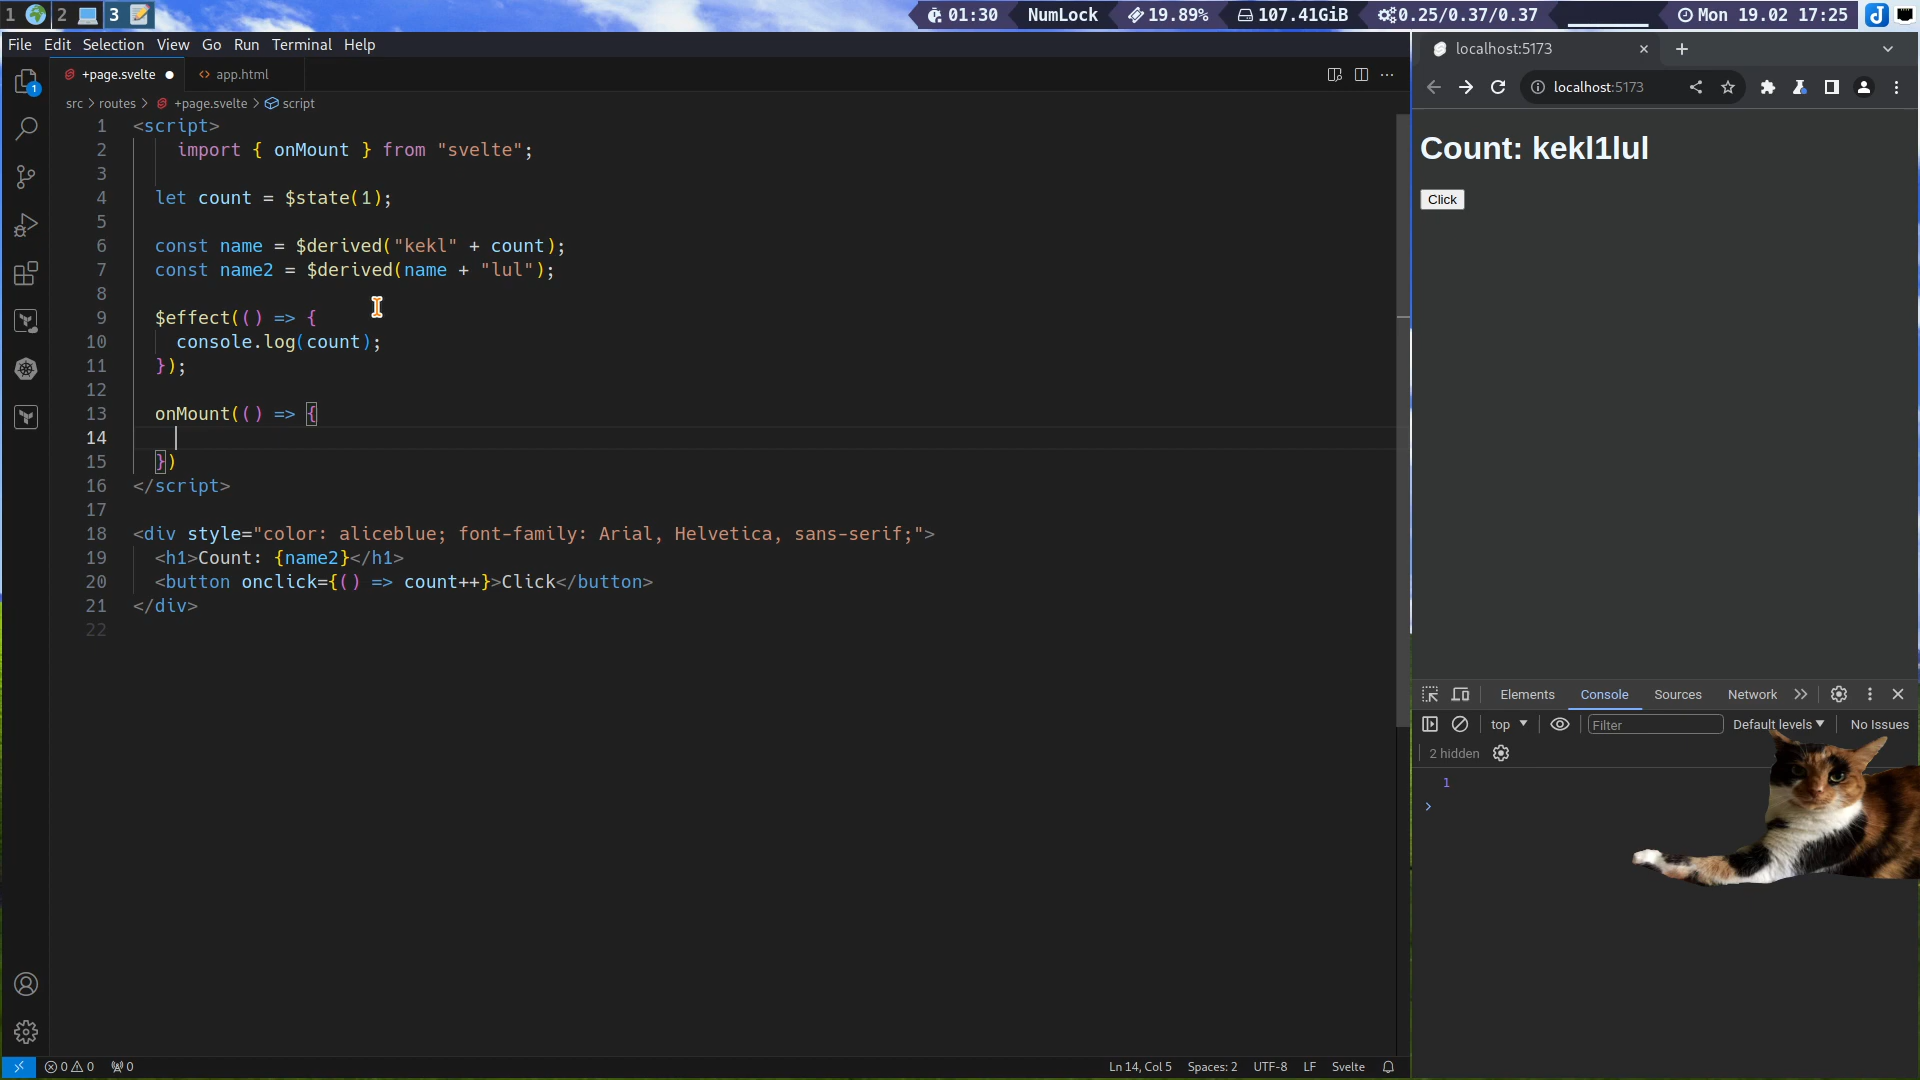 1 2 3 01:30 NumLock 19.89% 107.41GiB 0.25/0.37/0.37 Mon 19.02 17:25
File Edit Selection View Go Run Terminal Help
+page.svelte app.html
src > routes > +page.svelte > script
1 <script>
2 import { onMount } from "svelte";
3
4 let count = $state(1);
5
6 const name = $derived("kekl" + count);
7 const name2 = $derived(name + "lul");
8
9 $effect(() => {
10 console.log(count);
11 });
12
13 onMount(() => {
14
15 })
16 </script>
17
18 <div style="color: aliceblue; font-family: Arial, Helvetica, sans-serif;">
19 <h1>Count: {name2}</h1>
20 <button onclick={() => count++}>Click</button>
21 </div>
22
1
0 0 0
Ln 14, Col 5 Spaces: 2 UTF-8 LF Svelte
localhost:5173
localhost:5173
Count: kekl1lul
Click
Elements Console Sources Network
top Filter Default levels No Issues
2 hidden
1